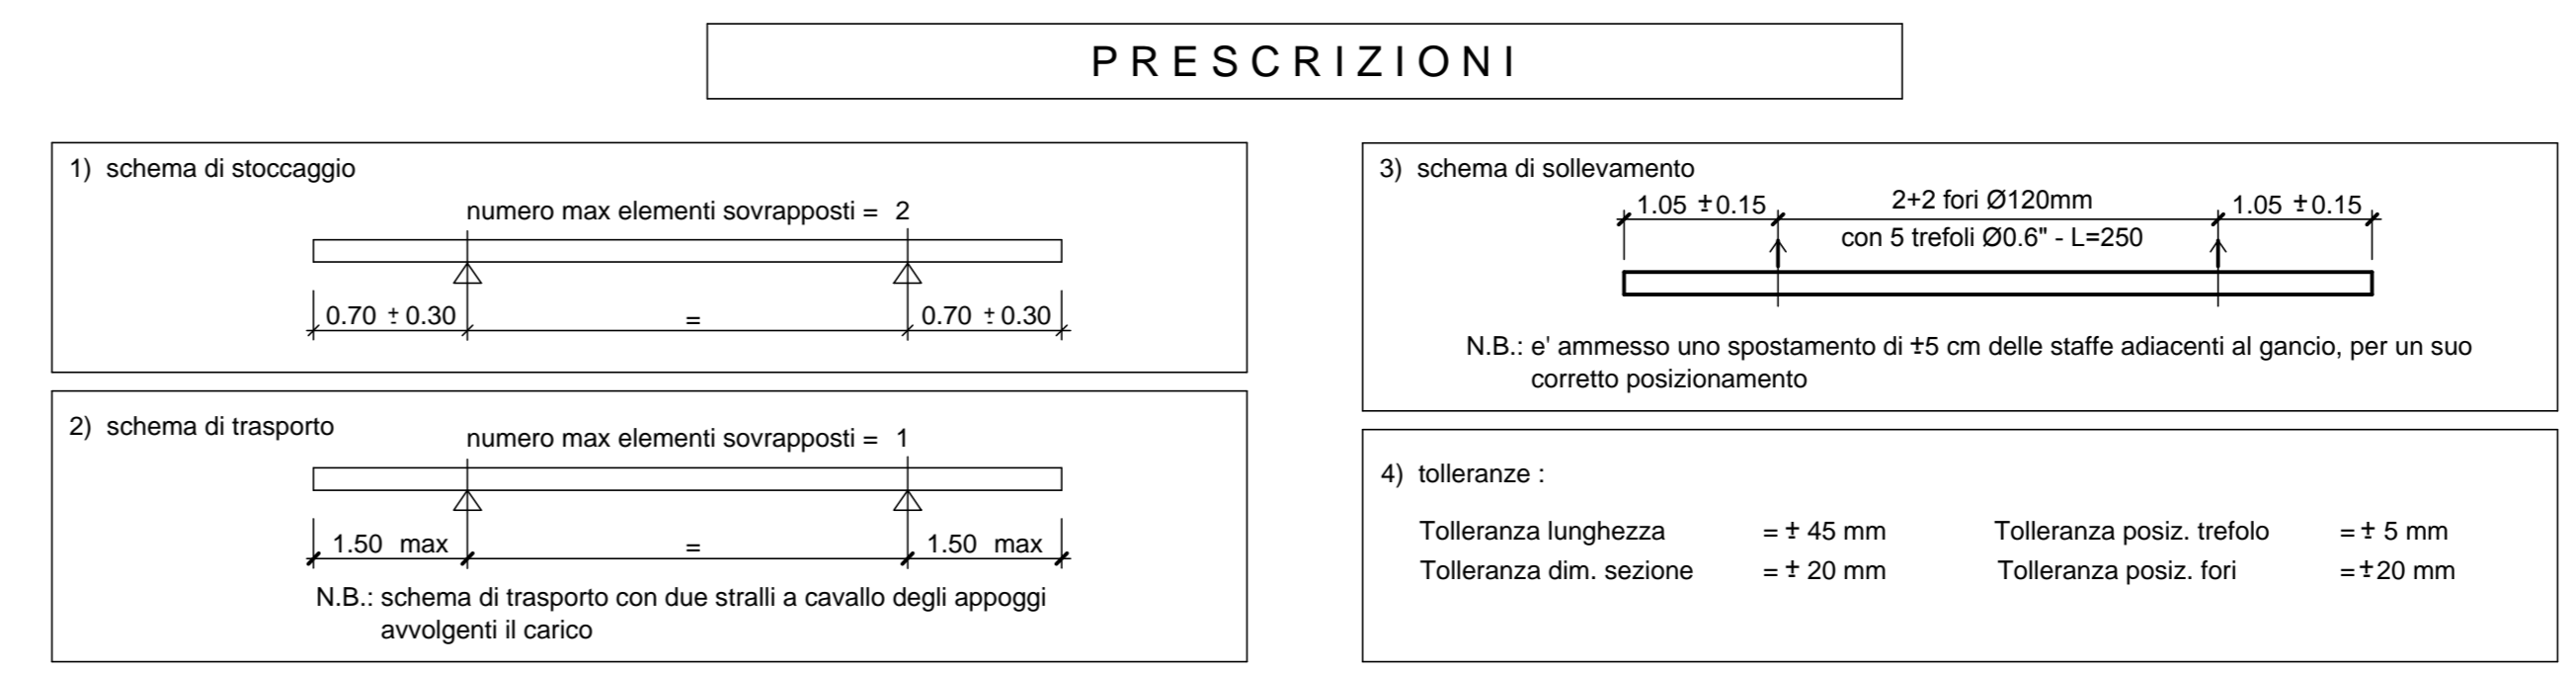 PRESCRIZIONI
1) schema di stoccaggio
numero max elementi sovrapposti = 2
0.70 ± 0.30
=
0.70 ± 0.30
2) schema di trasporto
numero max elementi sovrapposti = 1
1.50 max
=
1.50 max
N.B.: schema di trasporto con due stralli a cavallo degli appoggi
avvolgenti il carico
3) schema di sollevamento
1.05 ±0.15
2+2 fori Ø120mm
1.05 ±0.15
con 5 trefoli Ø0.6" - L=250
N.B.: e' ammesso uno spostamento di ±5 cm delle staffe adiacenti al gancio, per un suo
corretto posizionamento
4) tolleranze :
Tolleranza lunghezza = ± 45 mm Tolleranza posiz. trefolo = ± 5 mm
Tolleranza dim. sezione = ± 20 mm Tolleranza posiz. fori =±20 mm